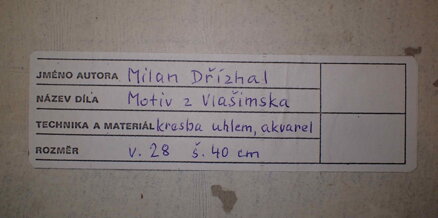 JMÉNO AUTORA Milan Dřízhal
NÁZEV DÍLA Motiv z Vlašimska
TECHNIKA A MATERIÁL kresba uhlem, akvarel
ROZMĚR v. 28 š. 40 cm